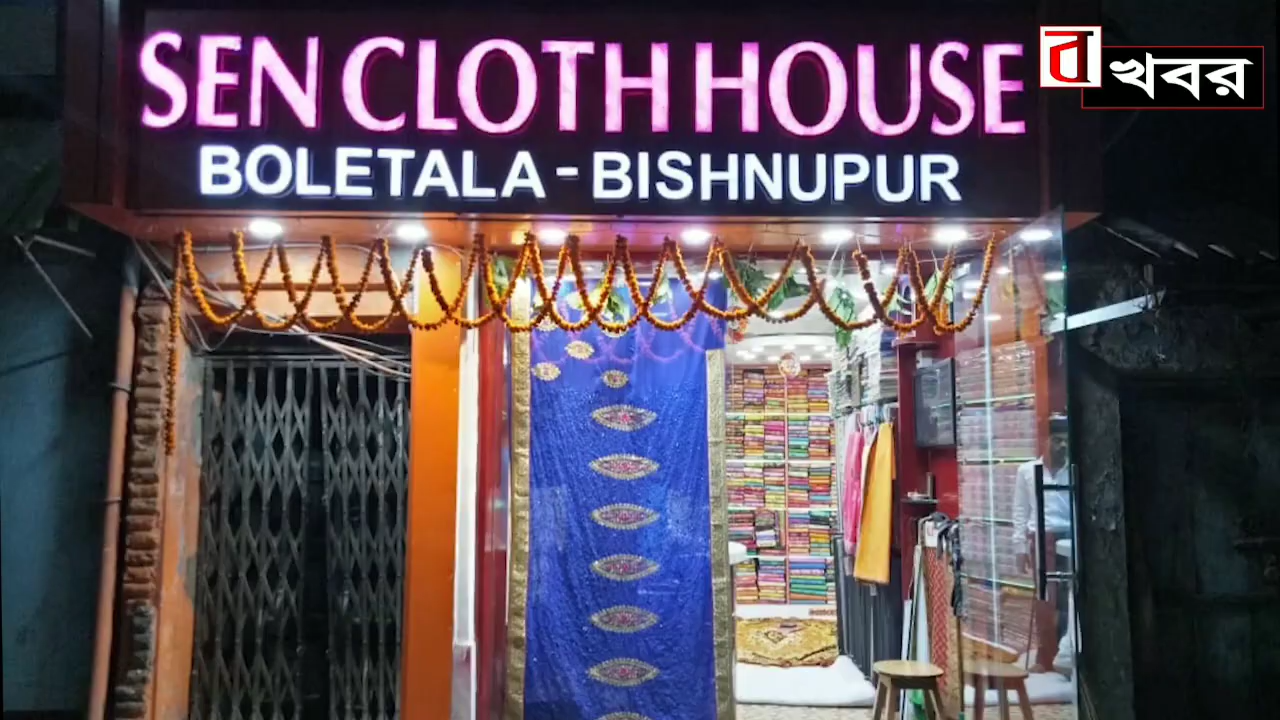 SEN CLOTH HOUSE
BOLETALA - BISHNUPUR
ব খবর